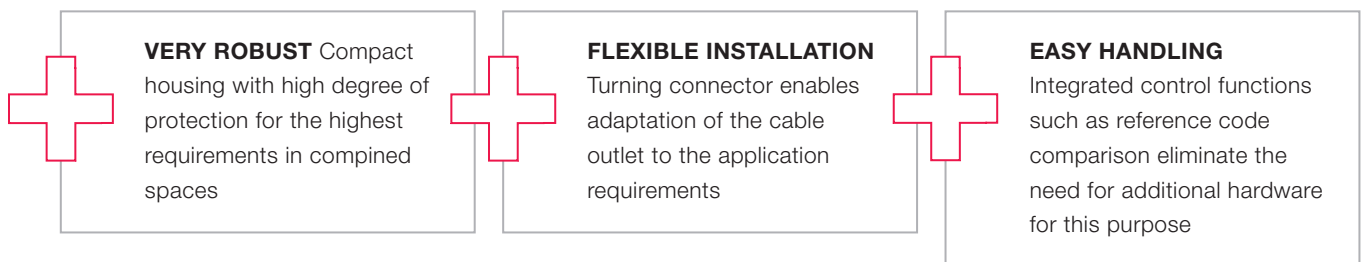 VERY ROBUST Compact
housing with high degree of
protection for the highest
requirements in compined
spaces
FLEXIBLE INSTALLATION
Turning connector enables
adaptation of the cable
outlet to the application
requirements
EASY HANDLING
Integrated control functions
such as reference code
comparison eliminate the
need for additional hardware
for this purpose